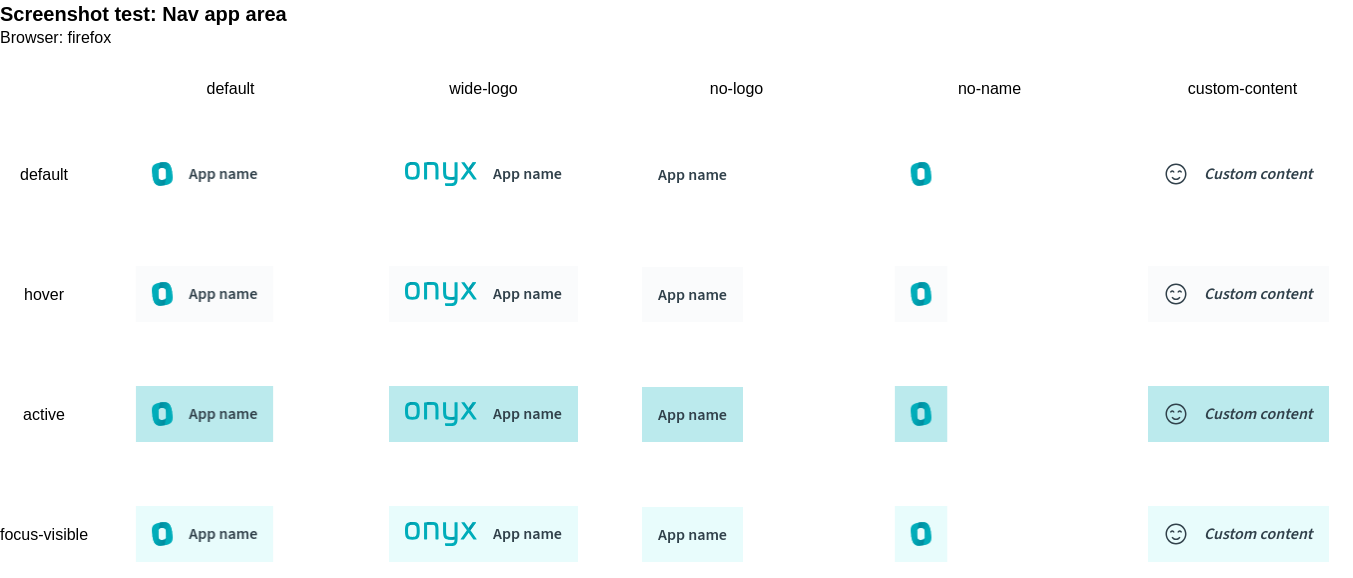 Screenshot test: Nav app area
Browser: firefox
default wide-logo no-logo no-name custom-content
default App name onyx App name App name Custom content
hover App name onyx App name App name Custom content
active App name onyx App name App name Custom content
focus-visible App name onyx App name App name Custom content